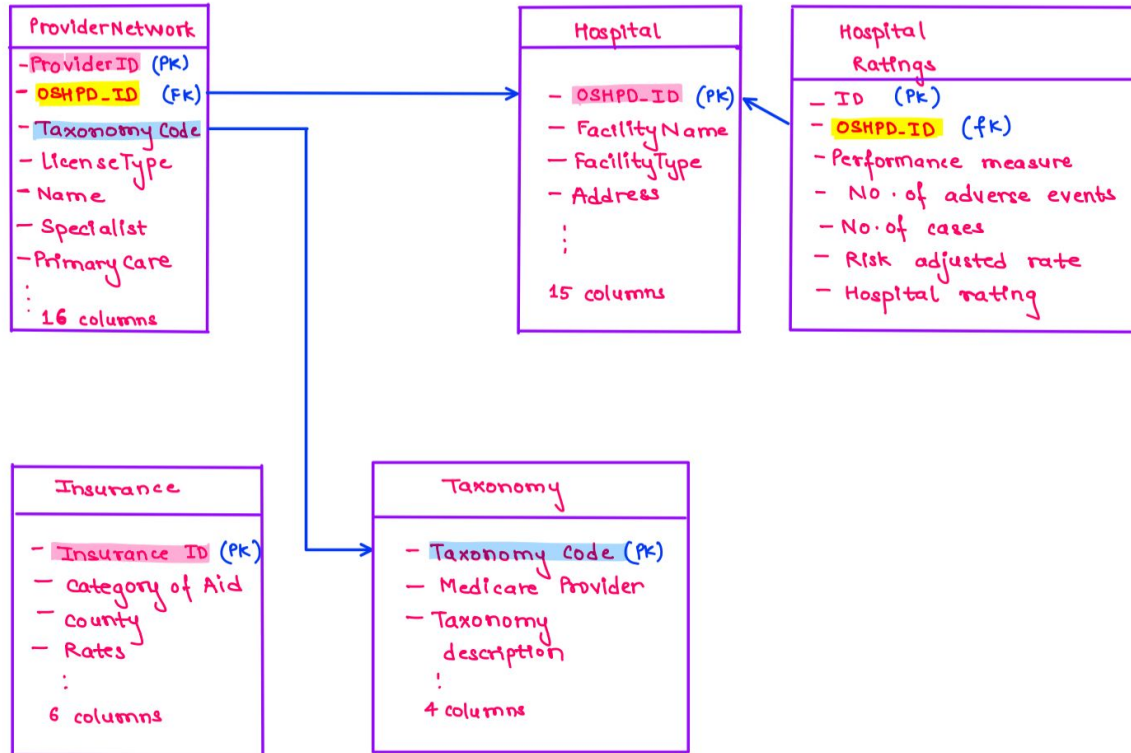 ProviderNetwork
- ProviderID (PK)
- OSHPD_ID (FK)
- Taxonomy Code
- LicenseType
- Name
- Specialist
- Primary Care
⋮
16 columns
Hospital
- OSHPD_ID (PK)
- FacilityName
- FacilityType
- Address
⋮
15 columns
Hospital
Ratings
- ID (PK)
- OSHPD_ID (fK)
- Performance measure
- No. of adverse events
- No. of cases
- Risk adjusted rate
- Hospital rating
Insurance
- Insurance ID (PK)
- Category of Aid
- County
- Rates
:
6 columns
Taxonomy
- Taxonomy Code (PK)
- Medicare Provider
- Taxonomy
description
⋮
4 columns